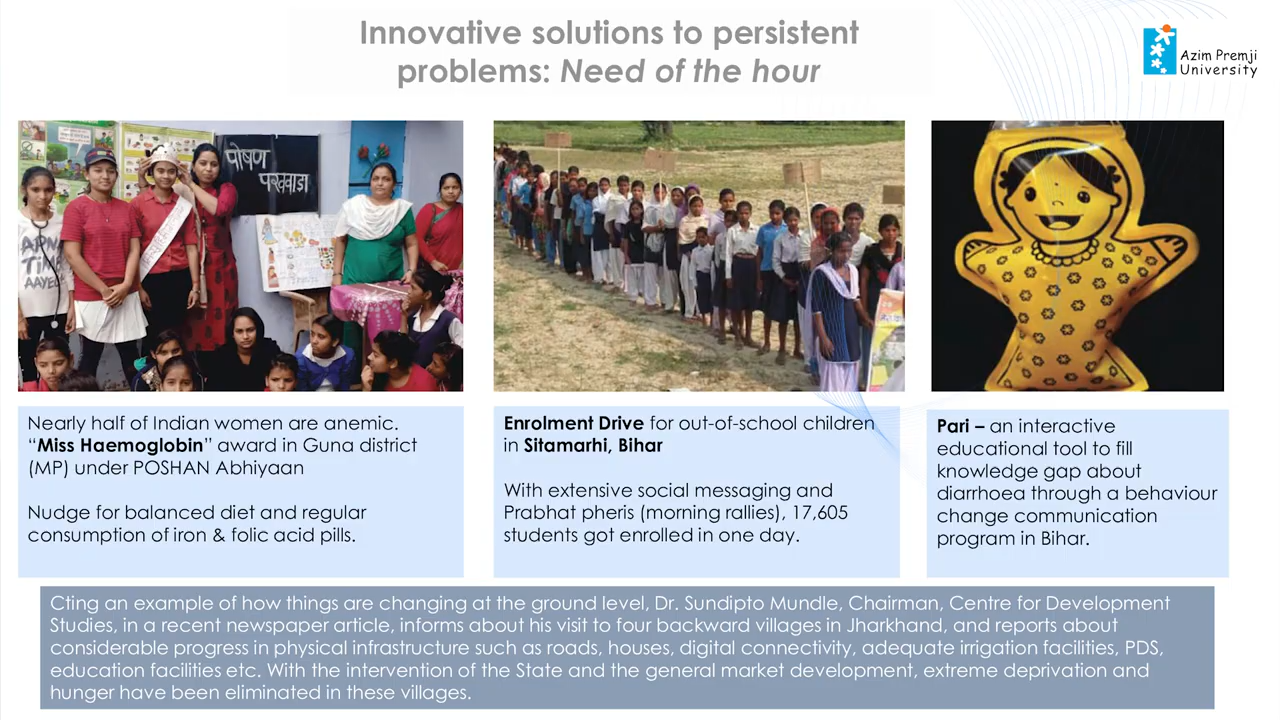 Innovative solutions to persistent
problems: Need of the hour
Azim Premji
University
पोषण
पखवाडा
Nearly half of Indian women are anemic.
“Miss Haemoglobin” award in Guna district
(MP) under POSHAN Abhiyaan
Nudge for balanced diet and regular
consumption of iron & folic acid pills.
Enrolment Drive for out-of-school children
in Sitamarhi, Bihar
With extensive social messaging and
Prabhat pheris (morning rallies), 17,605
students got enrolled in one day.
Pari – an interactive
educational tool to fill
knowledge gap about
diarrhoea through a behaviour
change communication
program in Bihar.
Cting an example of how things are changing at the ground level, Dr. Sundipto Mundle, Chairman, Centre for Development
Studies, in a recent newspaper article, informs about his visit to four backward villages in Jharkhand, and reports about
considerable progress in physical infrastructure such as roads, houses, digital connectivity, adequate irrigation facilities, PDS,
education facilities etc. With the intervention of the State and the general market development, extreme deprivation and
hunger have been eliminated in these villages.